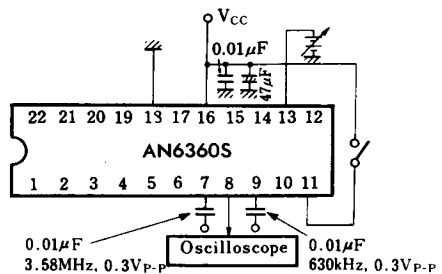 V_CC
0.01μF
47μF
22 21 20 19 13 17 16 15 14 13 12
AN6360S
1 2 3 4 5 6 7 8 9 10 11
0.01μF
3.58MHz, 0.3V_P-P
Oscilloscope
0.01μF
630kHz, 0.3V_P-P